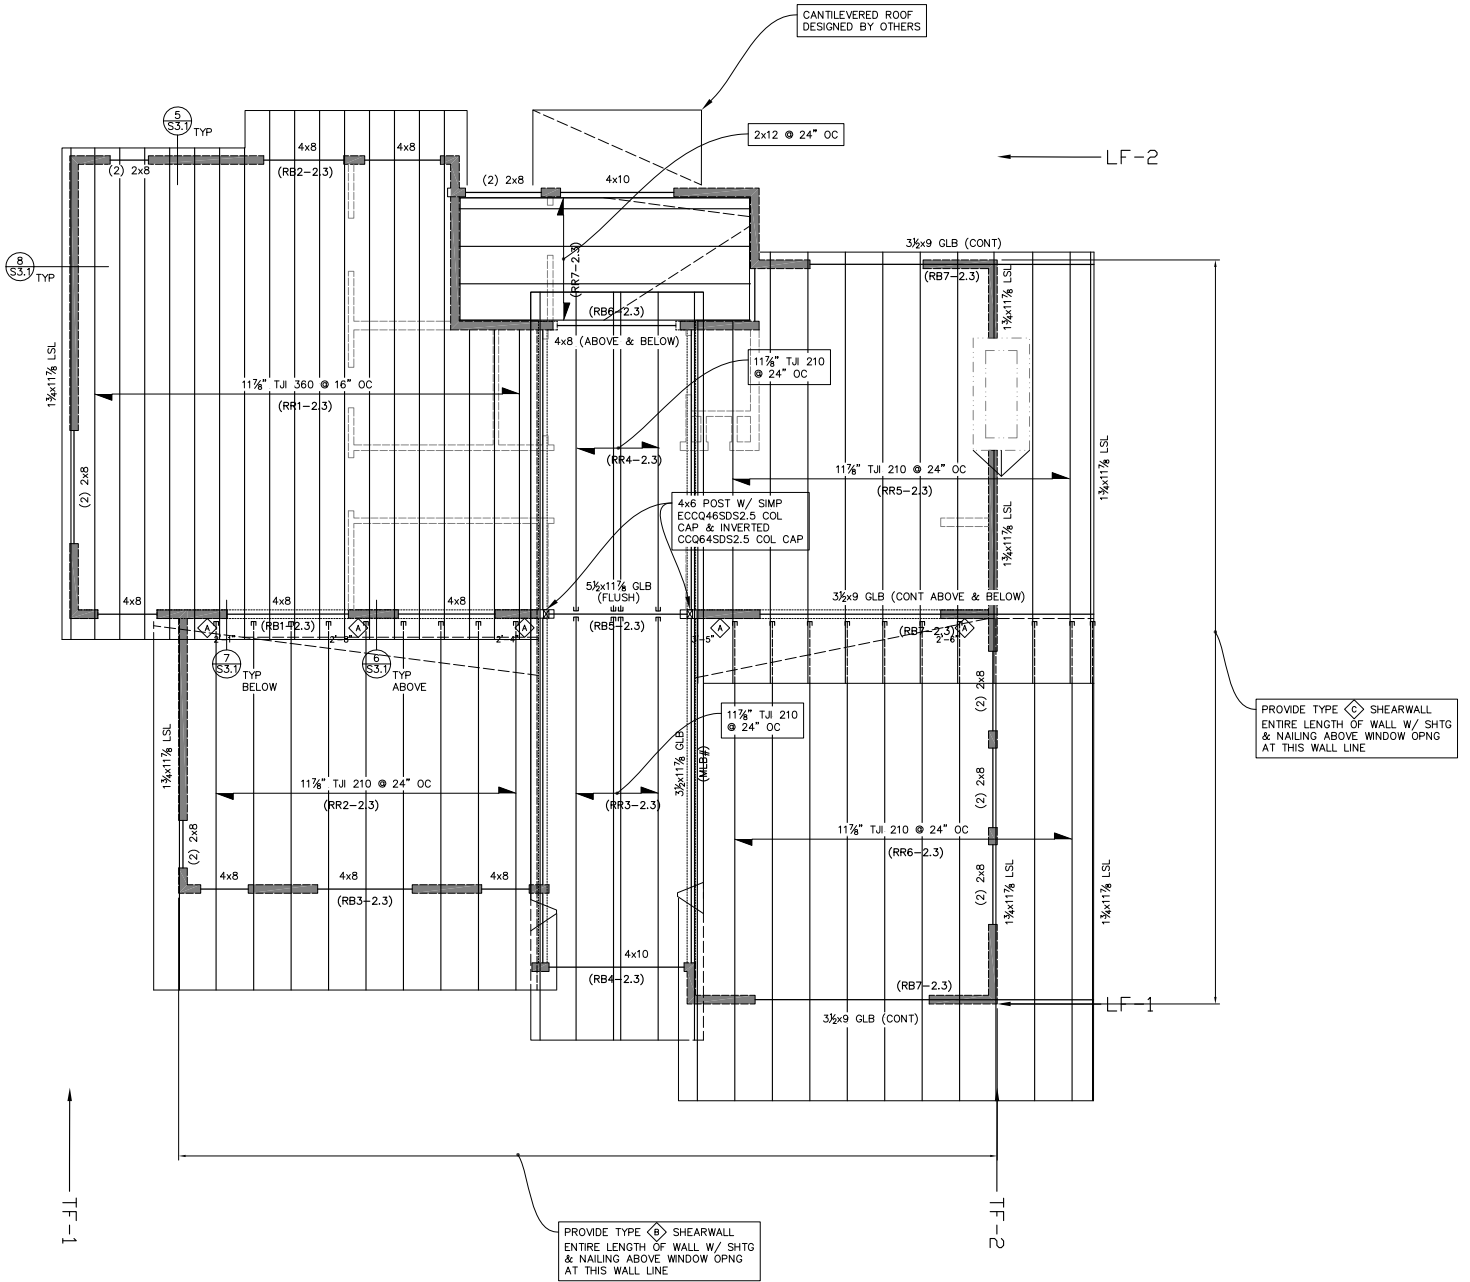 CANTILEVERED ROOF
DESIGNED BY OTHERS
5
S3.1
TYP
2x12 @ 24" OC
4x8
4x8
LF-2
(2) 2x8
(RB2-2.3)
(2) 2x8
4x10
3½x9 GLB (CONT)
8
S3.1
TYP
(RR7-2.3)
(RB7-2.3)
1¾x11⅞ LSL
(RB6-2.3)
4x8 (ABOVE & BELOW)
1¾x11⅞ LSL
11⅞" TJI 210
@ 24" OC
11⅞" TJI 360 @ 16" OC
(RR1-2.3)
(RR4-2.3)
11⅞" TJI 210 @ 24" OC
(RR5-2.3)
1¾x11⅞ LSL
(2) 2x8
4x6 POST W/ SIMP
ECCQ46SDS2.5 COL
CAP & INVERTED
CCQ64SDS2.5 COL CAP
1¾x11⅞ LSL
5½x11⅞ GLB
(FLUSH)
3½x9 GLB (CONT ABOVE & BELOW)
4x8
4x8
4x8
(RB1-2.3)
(RB5-2.3)
(RB7-2.3)
A
A
A
A
A
2'-8"
2'-4"
2'-6"
7
S3.1
TYP
BELOW
6
S3.1
TYP
ABOVE
(2) 2x8
PROVIDE TYPE C SHEARWALL
ENTIRE LENGTH OF WALL W/ SHTG
& NAILING ABOVE WINDOW OPNG
AT THIS WALL LINE
11⅞" TJI 210
@ 24" OC
1¾x11⅞ LSL
3½x11⅞ GLB
(MLB#)
11⅞" TJI 210 @ 24" OC
(RR2-2.3)
(RR3-2.3)
(2) 2x8
11⅞" TJI 210 @ 24" OC
(RR6-2.3)
(2) 2x8
4x8
4x8
4x8
(RB3-2.3)
(2) 2x8
1¾x11⅞ LSL
1¾x11⅞ LSL
4x10
(RB4-2.3)
(RB7-2.3)
LF-1
3½x9 GLB (CONT)
TF-1
TF-2
PROVIDE TYPE B SHEARWALL
ENTIRE LENGTH OF WALL W/ SHTG
& NAILING ABOVE WINDOW OPNG
AT THIS WALL LINE